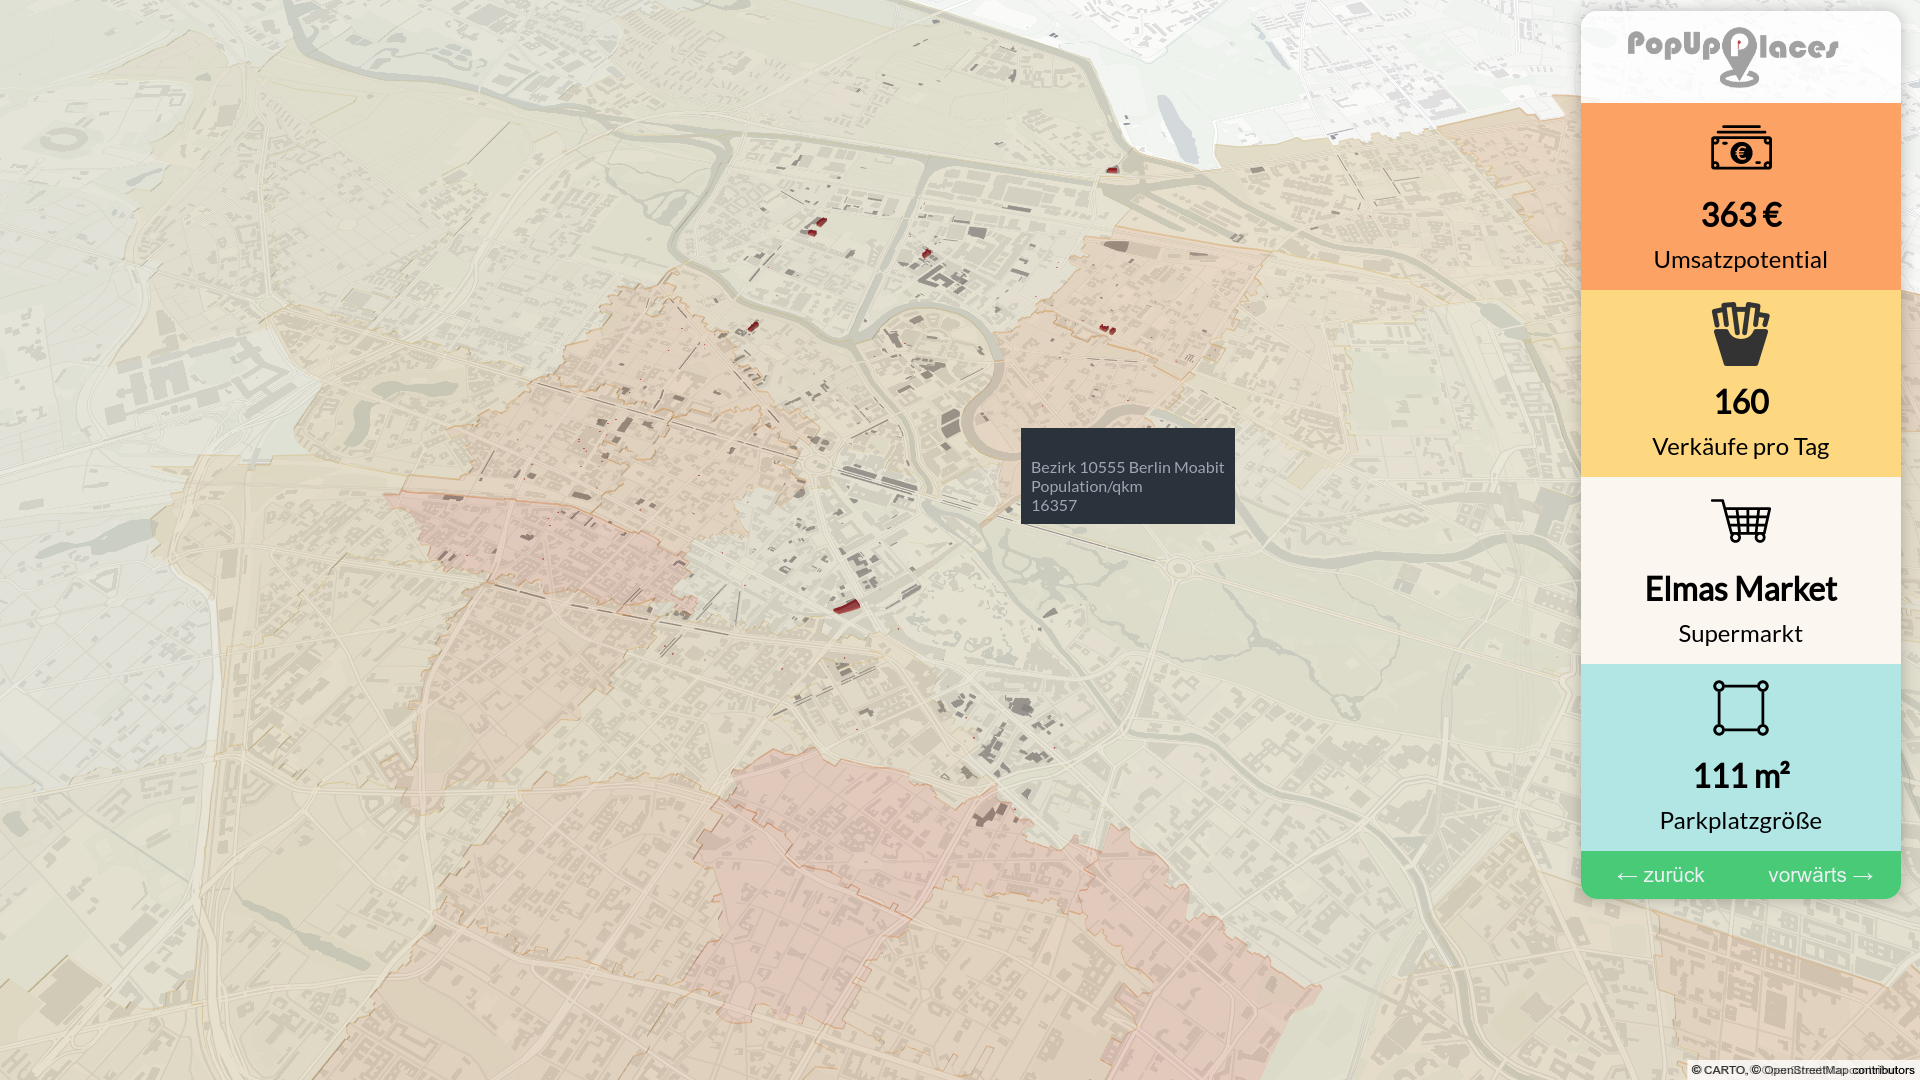 PopUpPlaces
363 €
Umsatzpotential
160
Verkäufe pro Tag
Bezirk 10555 Berlin Moabit
Population/qkm
16357
Elmas Market
Supermarkt
111 m²
Parkplatzgröße
← zurück vorwärts →
© CARTO, © OpenStreetMap contributors